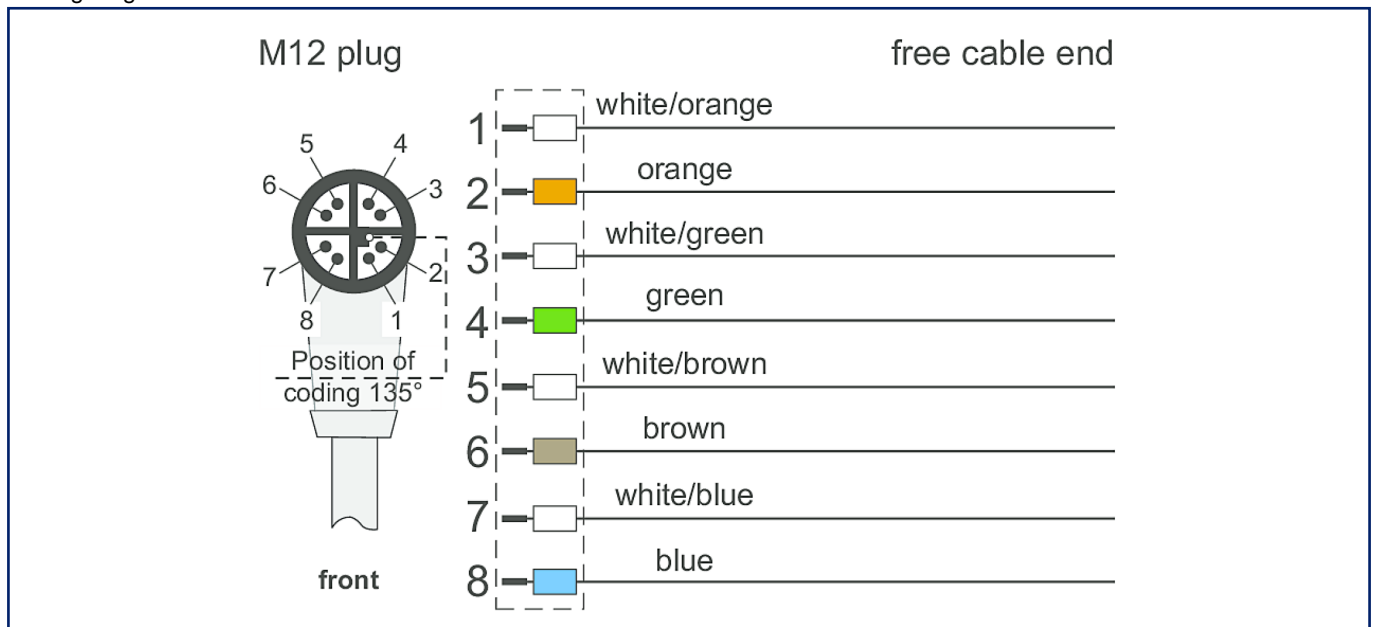 M12 plug
free cable end
5
4
6
3
7
2
8
1
Position of
coding 135°
front
1 white/orange
2 orange
3 white/green
4 green
5 white/brown
6 brown
7 white/blue
8 blue